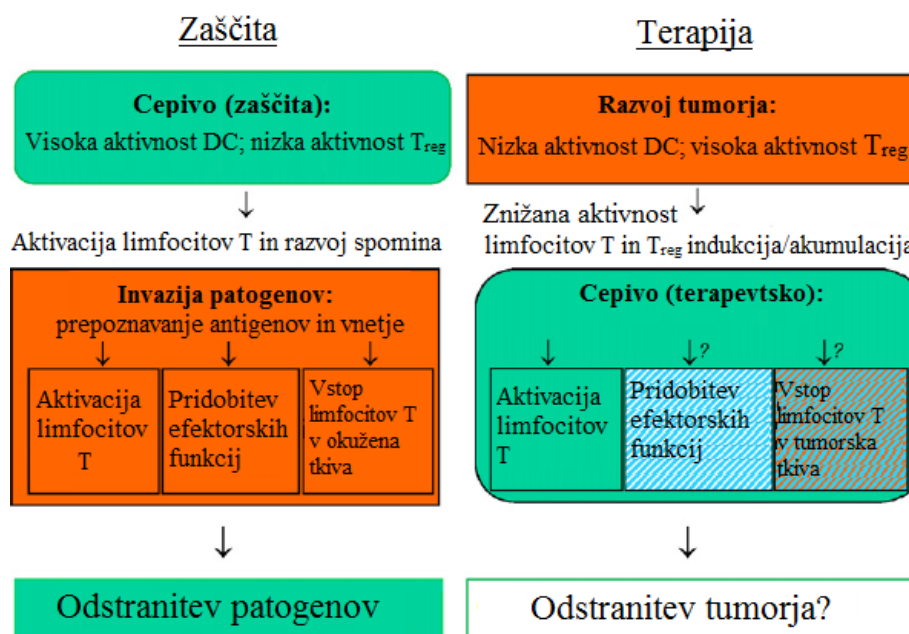 Zaščita
Cepivo (zaščita):
Visoka aktivnost DC; nizka aktivnost Treg
Aktivacija limfocitov T in razvoj spomina
Invazija patogenov:
prepoznavanje antigenov in vnetje
Aktivacija
limfocitov
T
Pridobitev
efektorskih
funkcij
Vstop
limfocitov T
v okužena
tkiva
Odstranitev patogenov
Terapija
Razvoj tumorja:
Nizka aktivnost DC; visoka aktivnost Treg
Znižana aktivnost
limfocitov T in Treg indukcija/akumulacija
Cepivo (terapevtsko):
?
?
Aktivacija
limfocitov
T
Pridobitev
efektorskih
funkcij
Vstop
limfocitov T
v tumorska
tkiva
Odstranitev tumorja?